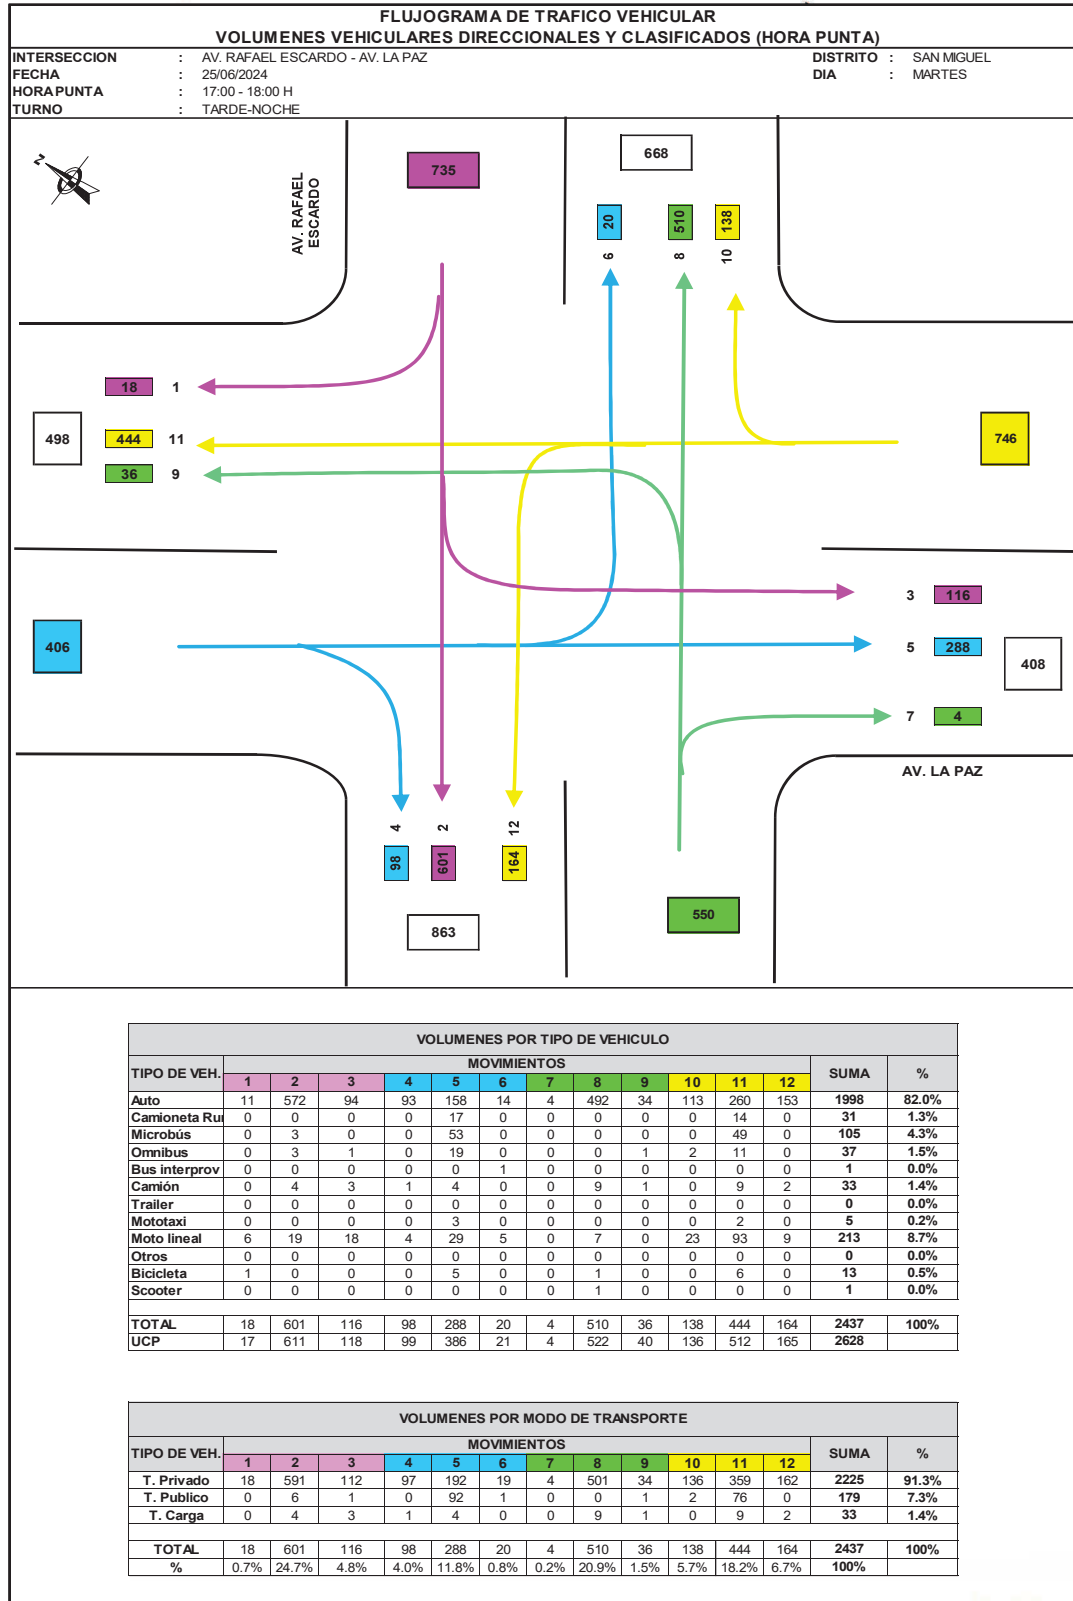 FLUJOGRAMA DE TRAFICO VEHICULAR
VOLUMENES VEHICULARES DIRECCIONALES Y CLASIFICADOS (HORA PUNTA)
INTERSECCION : AV. RAFAEL ESCARDO - AV. LA PAZ DISTRITO : SAN MIGUEL
FECHA : 25/06/2024 DIA : MARTES
HORA PUNTA : 17:00 - 18:00 H
TURNO : TARDE-NOCHE
Z
AV. RAFAEL
ESCARDO
735
668
20 510 138
6 8 10
18 1
498
444 11
36 9
746
3 116
406
5 288
408
7 4
AV. LA PAZ
4 2 12
98 601 164
863
550
VOLUMENES POR TIPO DE VEHICULO
TIPO DE VEH. MOVIMIENTOS SUMA %
1 2 3 4 5 6 7 8 9 10 11 12
Auto 11 572 94 93 158 14 4 492 34 113 260 153 1998 82.0%
Camioneta Rur 0 0 0 0 17 0 0 0 0 0 14 0 31 1.3%
Microbús 0 3 0 0 53 0 0 0 0 0 49 0 105 4.3%
Omnibus 0 3 1 0 19 0 0 0 1 2 11 0 37 1.5%
Bus interprov 0 0 0 0 0 1 0 0 0 0 0 0 1 0.0%
Camión 0 4 3 1 4 0 0 9 1 0 9 2 33 1.4%
Trailer 0 0 0 0 0 0 0 0 0 0 0 0 0 0.0%
Mototaxi 0 0 0 0 3 0 0 0 0 0 2 0 5 0.2%
Moto lineal 6 19 18 4 29 5 0 7 0 23 93 9 213 8.7%
Otros 0 0 0 0 0 0 0 0 0 0 0 0 0 0.0%
Bicicleta 1 0 0 0 5 0 0 1 0 0 6 0 13 0.5%
Scooter 0 0 0 0 0 0 0 1 0 0 0 0 1 0.0%
TOTAL 18 601 116 98 288 20 4 510 36 138 444 164 2437 100%
UCP 17 611 118 99 386 21 4 522 40 136 512 165 2628
VOLUMENES POR MODO DE TRANSPORTE
TIPO DE VEH. MOVIMIENTOS SUMA %
1 2 3 4 5 6 7 8 9 10 11 12
T. Privado 18 591 112 97 192 19 4 501 34 136 359 162 2225 91.3%
T. Publico 0 6 1 0 92 1 0 0 1 2 76 0 179 7.3%
T. Carga 0 4 3 1 4 0 0 9 1 0 9 2 33 1.4%
TOTAL 18 601 116 98 288 20 4 510 36 138 444 164 2437 100%
% 0.7% 24.7% 4.8% 4.0% 11.8% 0.8% 0.2% 20.9% 1.5% 5.7% 18.2% 6.7% 100%